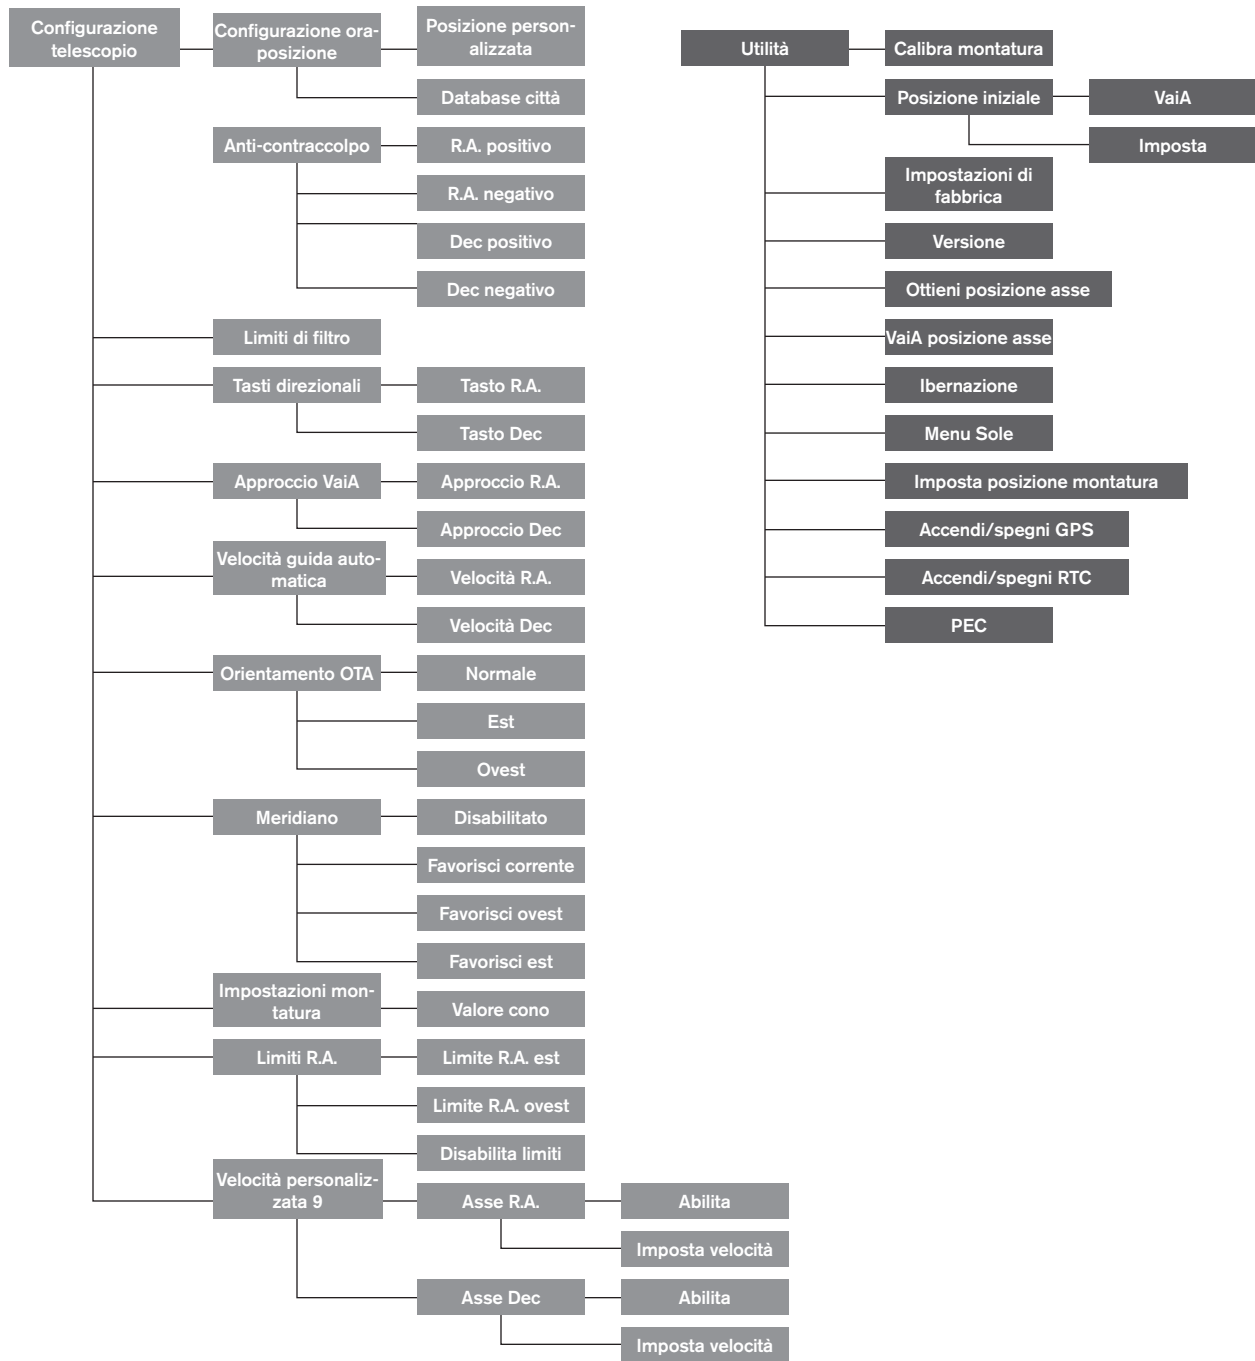 Configurazione
telescopio
Configurazione ora-
posizione
Posizione person-
alizzata
Database città
Anti-contraccolpo
R.A. positivo
R.A. negativo
Dec positivo
Dec negativo
Limiti di filtro
Tasti direzionali
Tasto R.A.
Tasto Dec
Approccio VaiA
Approccio R.A.
Approccio Dec
Velocità guida auto-
matica
Velocità R.A.
Velocità Dec
Orientamento OTA
Normale
Est
Ovest
Meridiano
Disabilitato
Favorisci corrente
Favorisci ovest
Favorisci est
Impostazioni mon-
tatura
Valore cono
Limiti R.A.
Limite R.A. est
Limite R.A. ovest
Disabilita limiti
Velocità personaliz-
zata 9
Asse R.A.
Abilita
Imposta velocità
Asse Dec
Abilita
Imposta velocità
Utilità
Calibra montatura
Posizione iniziale
VaiA
Imposta
Impostazioni di
fabbrica
Versione
Ottieni posizione asse
VaiA posizione asse
Ibernazione
Menu Sole
Imposta posizione montatura
Accendi/spegni GPS
Accendi/spegni RTC
PEC